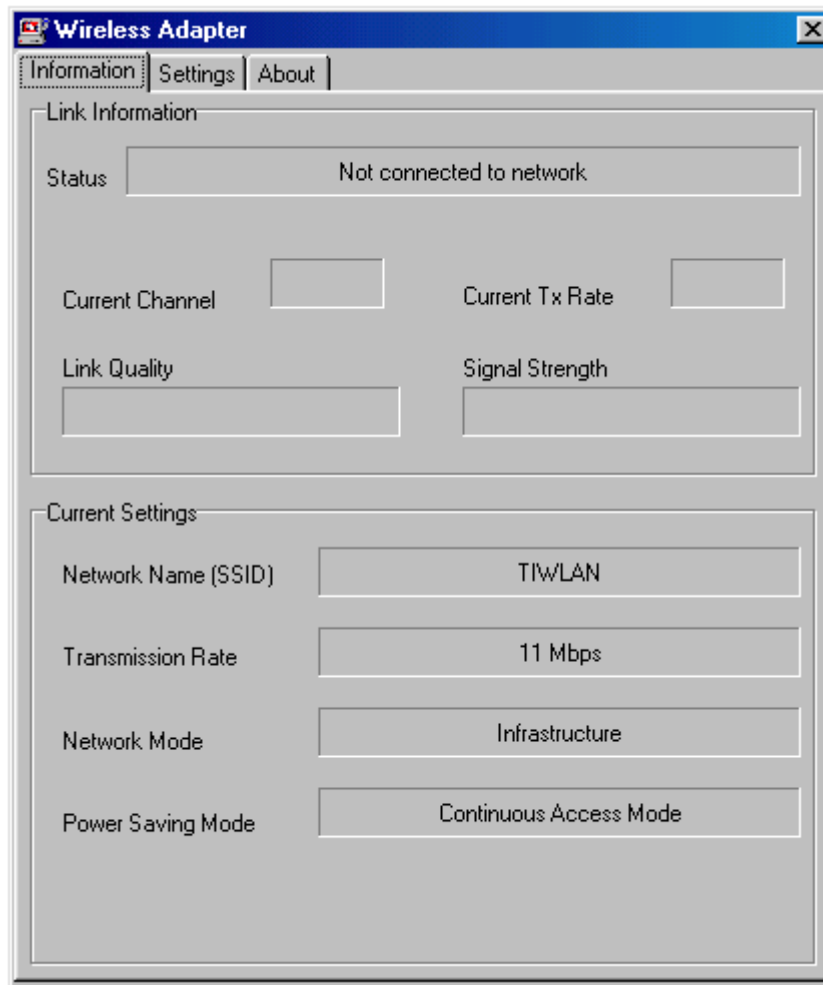 Wireless Adapter
Information Settings About
Link Information
Status Not connected to network
Current Channel Current Tx Rate
Link Quality Signal Strength
Current Settings
Network Name (SSID) TIWLAN
Transmission Rate 11 Mbps
Network Mode Infrastructure
Power Saving Mode Continuous Access Mode